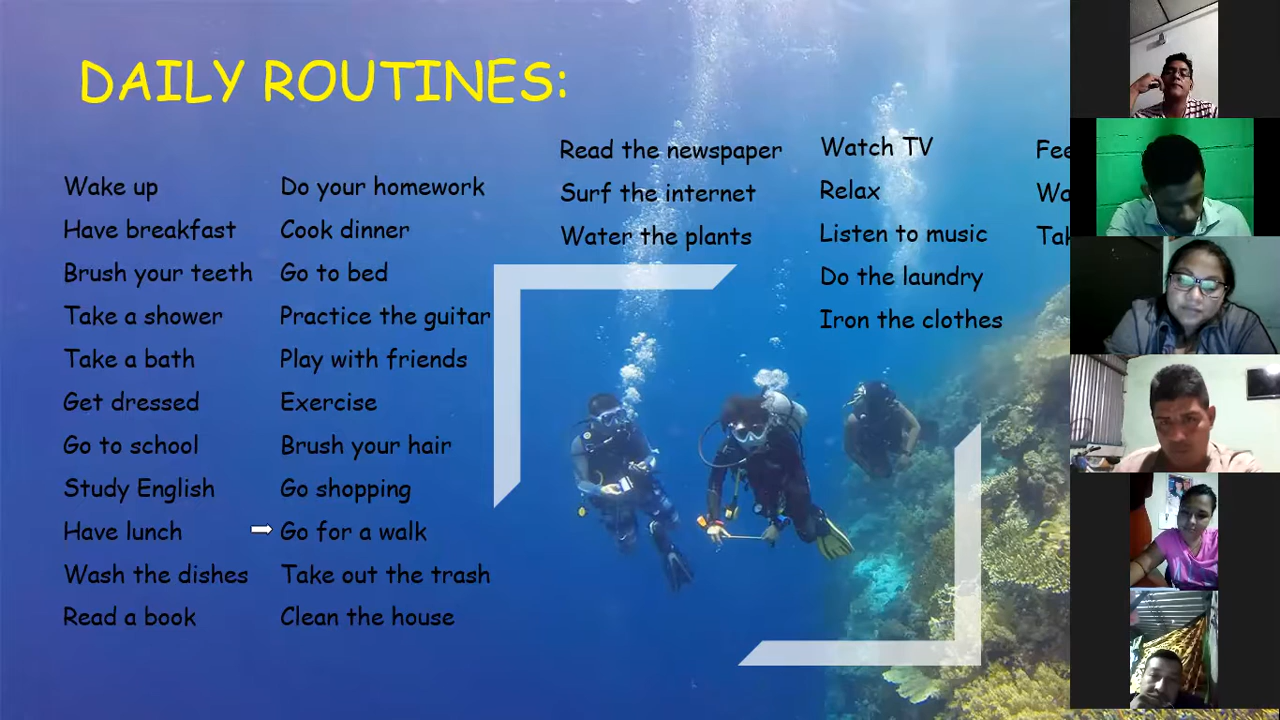 DAILY ROUTINES:
Wake up
Have breakfast
Brush your teeth
Take a shower
Take a bath
Get dressed
Go to school
Study English
Have lunch
Wash the dishes
Read a book
Do your homework
Cook dinner
Go to bed
Practice the guitar
Play with friends
Exercise
Brush your hair
Go shopping
Go for a walk
Take out the trash
Clean the house
Read the newspaper
Surf the internet
Water the plants
Watch TV
Relax
Listen to music
Do the laundry
Iron the clothes